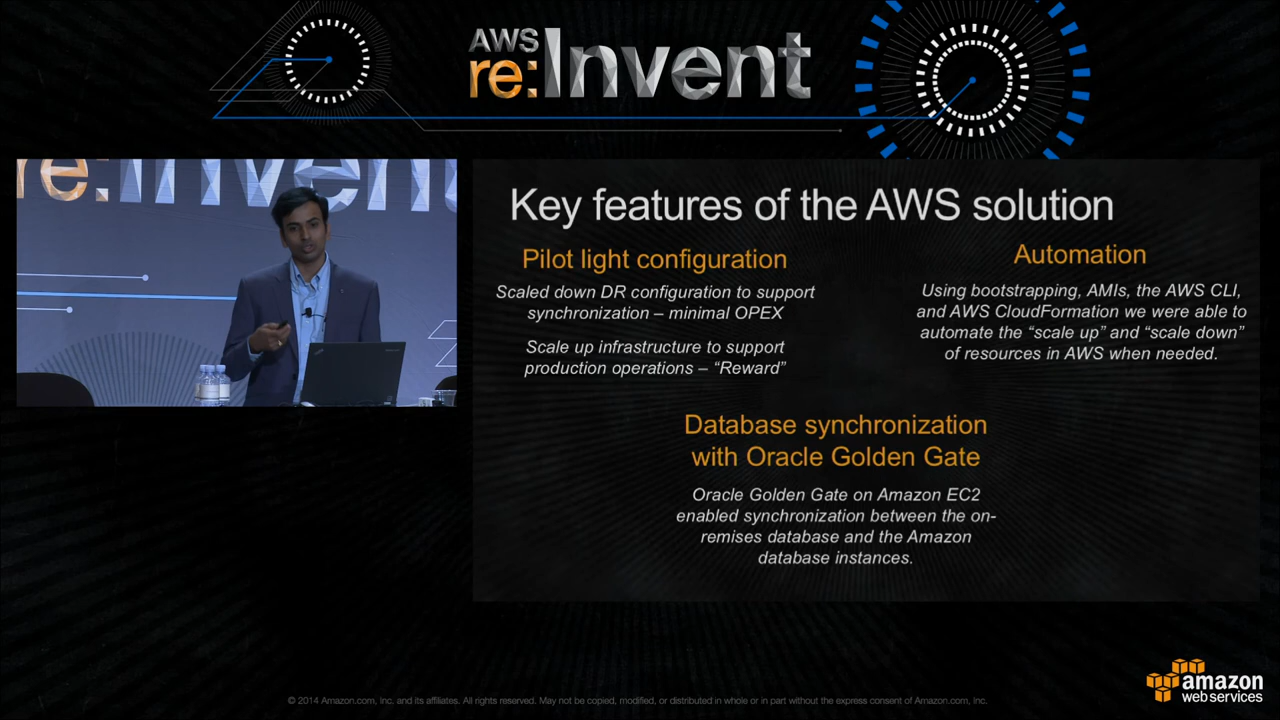 AWS
re:Invent
re:Invent
Key features of the AWS solution
Pilot light configuration
Scaled down DR configuration to support
synchronization – minimal OPEX
Scale up infrastructure to support
production operations – “Reward”
Automation
Using bootstrapping, AMIs, the AWS CLI,
and AWS CloudFormation we were able to
automate the “scale up” and “scale down”
of resources in AWS when needed.
Database synchronization
with Oracle Golden Gate
Oracle Golden Gate on Amazon EC2
enabled synchronization between the on-
remises database and the Amazon
database instances.
amazon
web services
© 2014 Amazon.com, Inc. and its affiliates. All rights reserved. May not be copied, modified, or distributed in whole or in part without the express consent of Amazon.com, Inc.